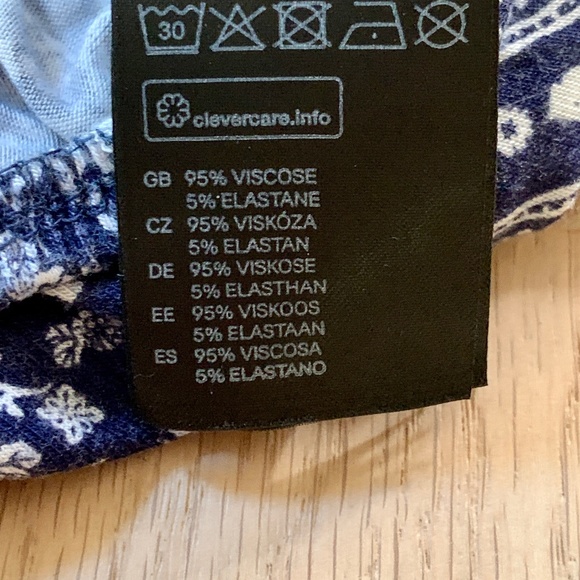 30
clevercare.info
GB 95% VISCOSE
5% ELASTANE
CZ 95% VISKÓZA
5% ELASTAN
DE 95% VISKOSE
5% ELASTHAN
EE 95% VISKOOS
5% ELASTAAN
ES 95% VISCOSA
5% ELASTANO